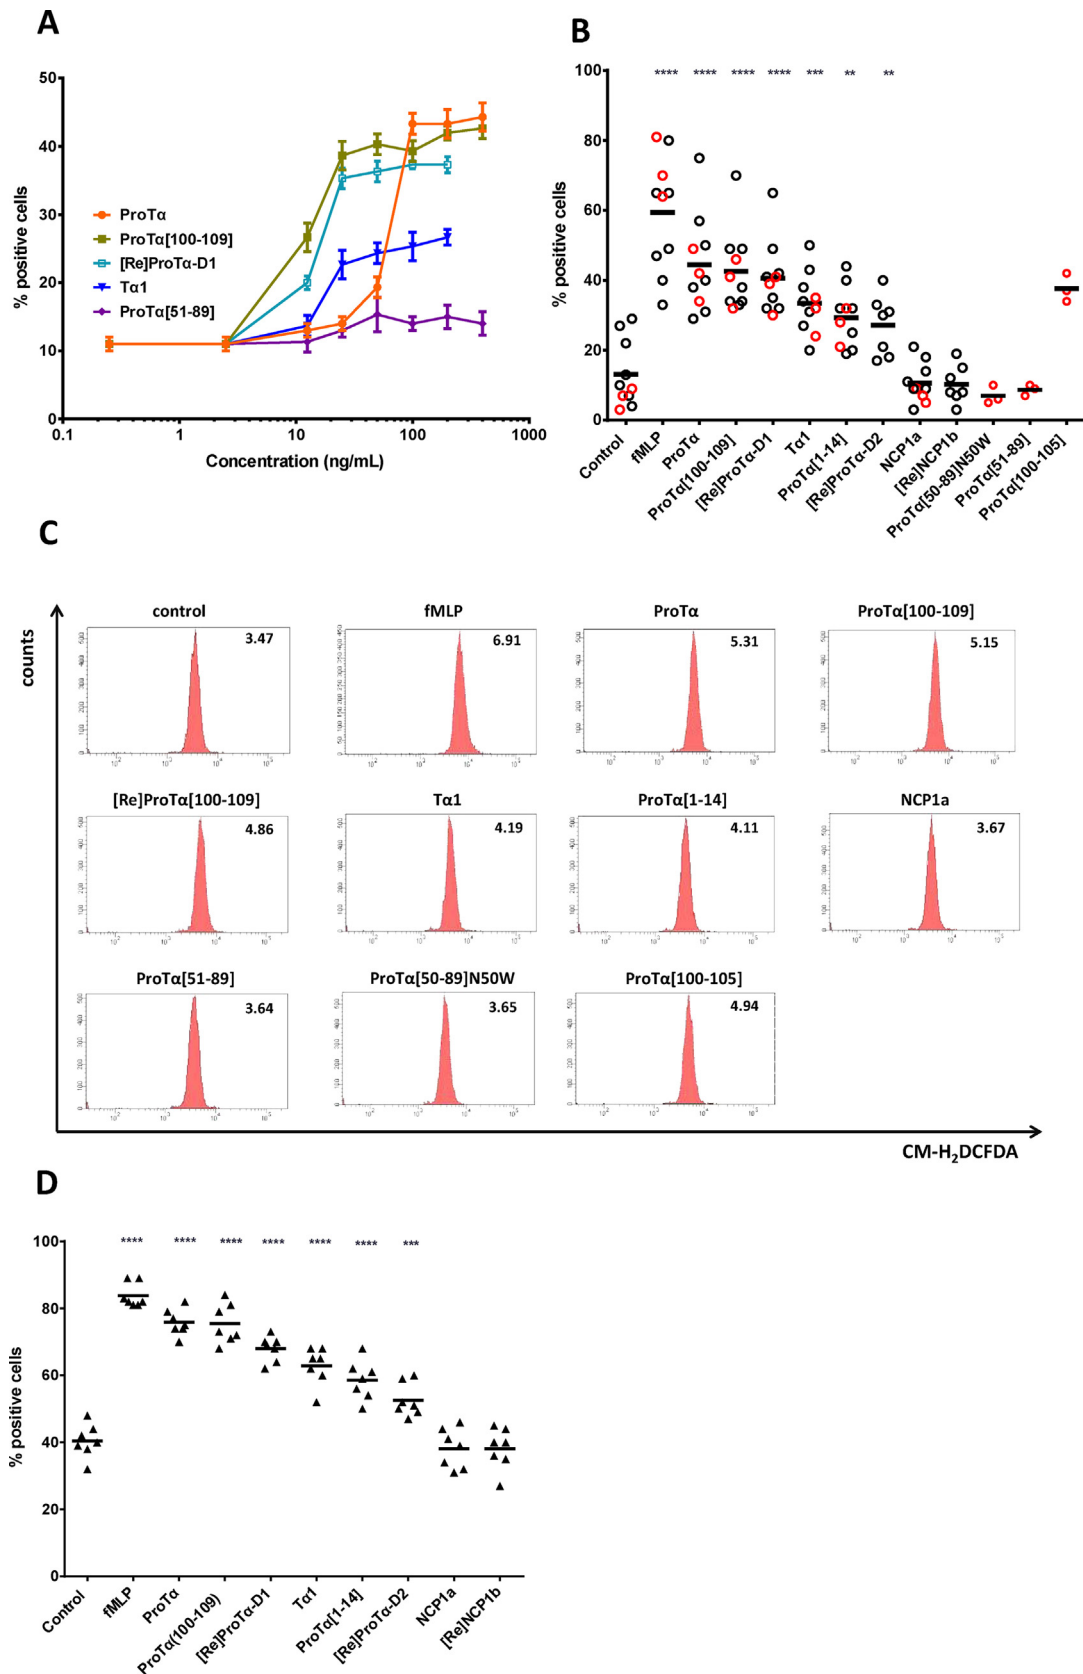 A
50
40
30
20
10
0
% positive cells
ProTα
ProTα[100-109]
[Re]ProTα-D1
Tα1
ProTα[51-89]
0.1
1
10
100
1000
Concentration (ng/mL)
B
100
80
60
40
20
0
% positive cells
**** **** **** **** *** ** **
Control
fMLP
ProTα
ProTα[100-109]
[Re]ProTα-D1
Tα1
ProTα[1-14]
[Re]ProTα-D2
NCP1a
[Re]NCP1b
ProTα[50-89]N50W
ProTα[51-89]
ProTα[100-105]
C
counts
control
3.47
fMLP
6.91
ProTα
5.31
ProTα[100-109]
5.15
[Re]ProTα[100-109]
4.86
Tα1
4.19
ProTα[1-14]
4.11
NCP1a
3.67
ProTα[51-89]
3.64
ProTα[50-89]N50W
3.65
ProTα[100-105]
4.94
CM-H₂DCFDA
D
100
80
60
40
20
0
% positive cells
**** **** **** **** **** **** ***
Control
fMLP
ProTα
ProTα(100-109)
[Re]ProTα-D1
Tα1
ProTα[1-14]
[Re]ProTα-D2
NCP1a
[Re]NCP1b